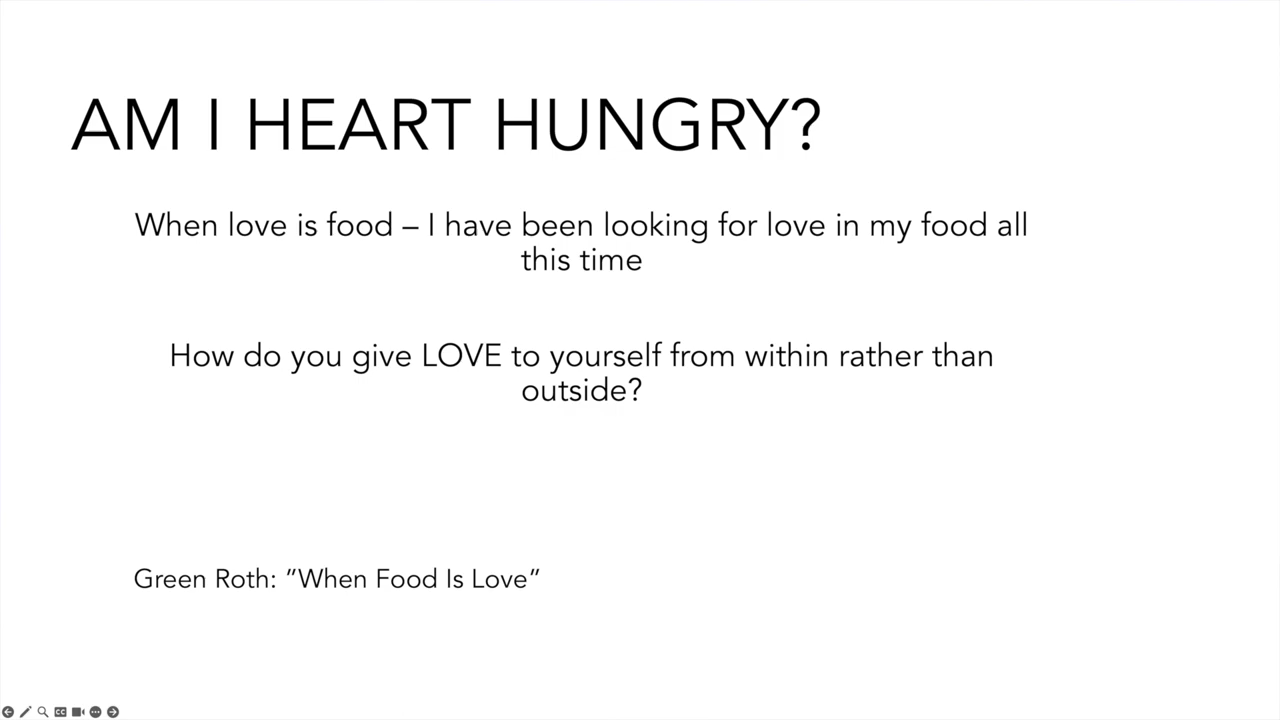 AM I HEART HUNGRY?
When love is food – I have been looking for love in my food all
this time
How do you give LOVE to yourself from within rather than
outside?
Green Roth: ”When Food Is Love”
CC